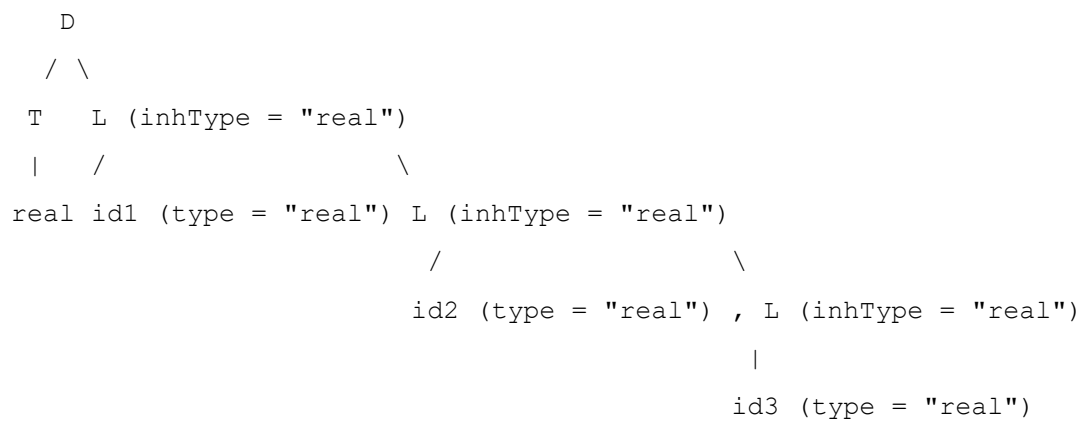 D
/ \
T L (inhType = "real")
| / \
real id1 (type = "real") L (inhType = "real")
/ \
id2 (type = "real") , L (inhType = "real")
|
id3 (type = "real")